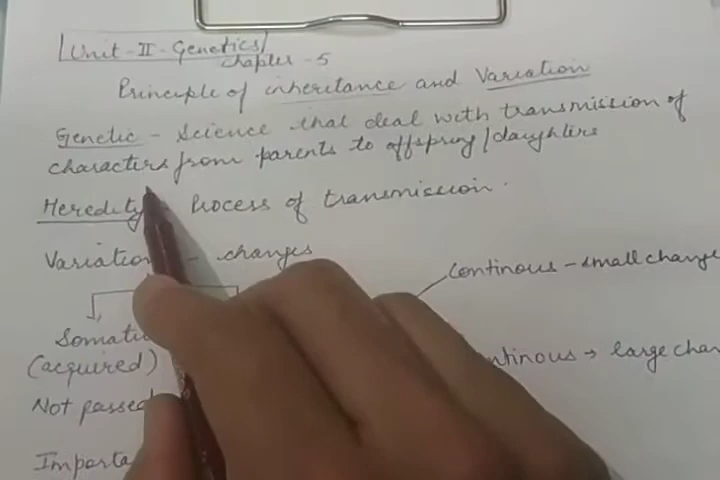 Unit-II-Genetics
Chapter-5
Principle of inheritance and Variation
Genetic - Science that deal with transmission of
characters from parents to offspring/daughters
Heredity Process of transmission.
Variation - changes
Continous - small change
Somatic
ntinous → large chan
(acquired)
Not passed
Importa